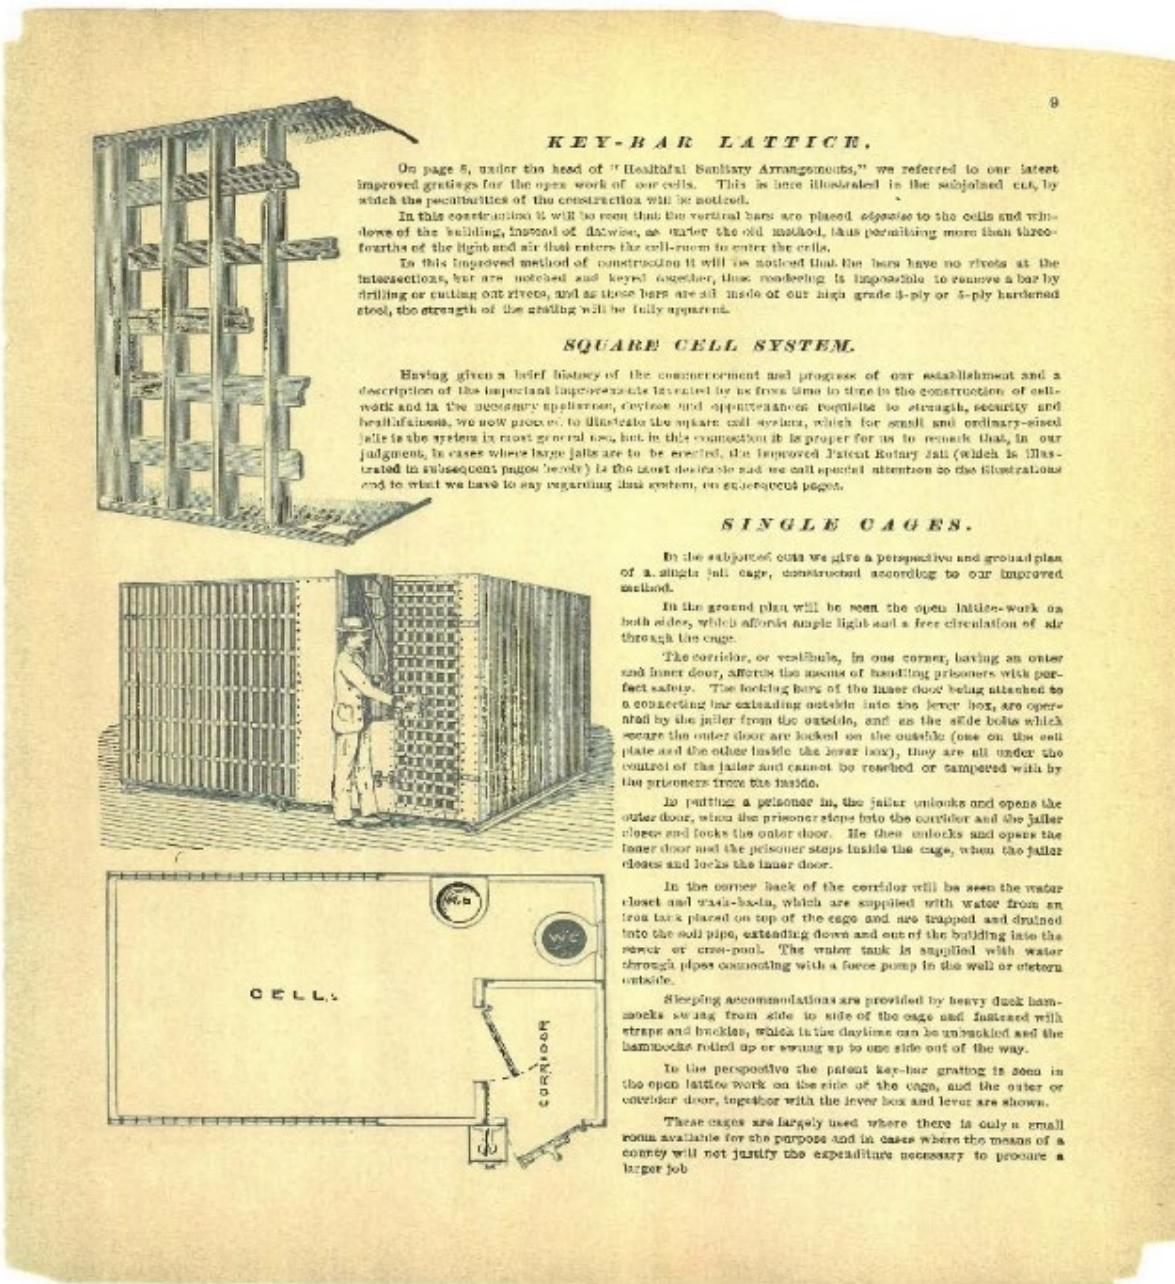 9
KEY-BAR LATTICE.
On page 8, under the head of "Healthful Sanitary Arrangements," we referred to our latest
improved gratings for the open work of our cells. This is here illustrated in the subjoined cut, by
which the peculiarities of the construction will be noticed.
In this construction it will be seen that the vertical bars are placed edgewise to the cells and win-
dows of the building, instead of flatwise, as under the old method, thus permitting more than three-
fourths of the light and air that enters the cell-room to enter the cells.
In this improved method of construction it will be noticed that the bars have no rivets at the
intersections, but are notched and keyed together, thus rendering it impossible to remove a bar by
drilling or cutting out rivets, and as these bars are all made of our high grade 3-ply or 5-ply hardened
steel, the strength of the grating will be fully apparent.
SQUARE CELL SYSTEM.
Having given a brief history of the commencement and progress of our establishment and a
description of the important improvements invented by us from time to time in the construction of cell-
work and in the necessary appliances, devices and appurtenances requisite to strength, security and
healthfulness, we now proceed to illustrate the square cell system, which for small and ordinary-sized
jails is the system in most general use, but in this connection it is proper for us to remark that, in our
judgment, in cases where large jails are to be erected, the improved Patent Rotary Jail (which is illus-
trated in subsequent pages hereto) is the most desirable and we call special attention to the illustrations
and to what we have to say regarding that system, on subsequent pages.
SINGLE CAGES.
In the subjoined cuts we give a perspective and ground plan
of a single jail cage, constructed according to our improved
method.
In the ground plan will be seen the open lattice-work on
both sides, which affords ample light and a free circulation of air
through the cage.
The corridor, or vestibule, in one corner, having an outer
and inner door, affords the means of handling prisoners with per-
fect safety. The locking bars of the inner door being attached to
a connecting bar extending outside into the lever box, are oper-
ated by the jailer from the outside, and as the slide bolts which
secure the outer door are locked on the outside (one on the cell
plate and the other inside the lever box), they are all under the
control of the jailer and cannot be reached or tampered with by
the prisoners from the inside.
In putting a prisoner in, the jailer unlocks and opens the
outer door, when the prisoner steps into the corridor and the jailer
closes and locks the outer door. He then unlocks and opens the
inner door and the prisoner steps inside the cage, when the jailer
closes and locks the inner door.
In the corner back of the corridor will be seen the water
closet and wash-basin, which are supplied with water from an
iron tank placed on top of the cage and are trapped and drained
into the soil pipe, extending down and out of the building into the
sewer or cess-pool. The water tank is supplied with water
through pipes connecting with a force pump in the well or cistern
outside.
Sleeping accommodations are provided by heavy duck ham-
mocks swung from side to side of the cage and fastened with
straps and buckles, which in the daytime can be unbuckled and the
hammocks rolled up or swung up to one side out of the way.
In the perspective the patent key-bar grating is seen in
the open lattice work on the side of the cage, and the outer or
corridor door, together with the lever box and lever are shown.
These cages are largely used where there is only a small
room available for the purpose and in cases where the means of a
county will not justify the expenditure necessary to procure a
larger job
WC
CELL.
CORRIDOR